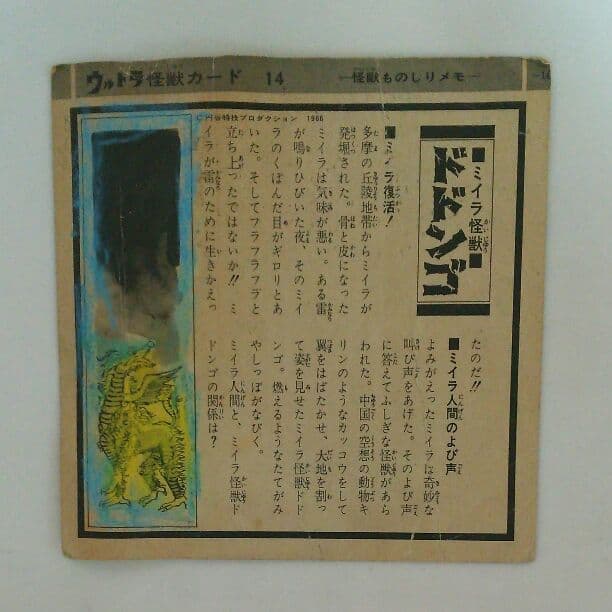 ウルトラ怪獣カード 14 ―怪獣ものしりメモ― ―14
©円谷特技プロダクション 1966
■ミイラ怪獣■
ドドンゴ
■ミイラ復活!
多摩の丘陵地帯からミイラが
発堀された。骨と皮になった
ミイラは気味が悪い。ある雷
が鳴りひびいた夜、そのミイ
ラのくぼんだ目がギロリとあ
いた。そしてフラフラフラと
立ち上ったではないか!! ミ
イラが雷のために生きかえっ
たのだ!!
■ミイラ人間のよび声
よみがえったミイラは奇妙な
叫び声をあげた。そのよび声
に答えてふしぎな怪獣があら
われた。中国の空想の動物キ
リンのようなカッコウをして
翼をはばたかせ、大地を割っ
て姿を見せたミイラ怪獣ドド
ンゴ。燃えるようなたてがみ
やしっぽがなびく。
ミイラ人間と、ミイラ怪獣ド
ドンゴの関係は?